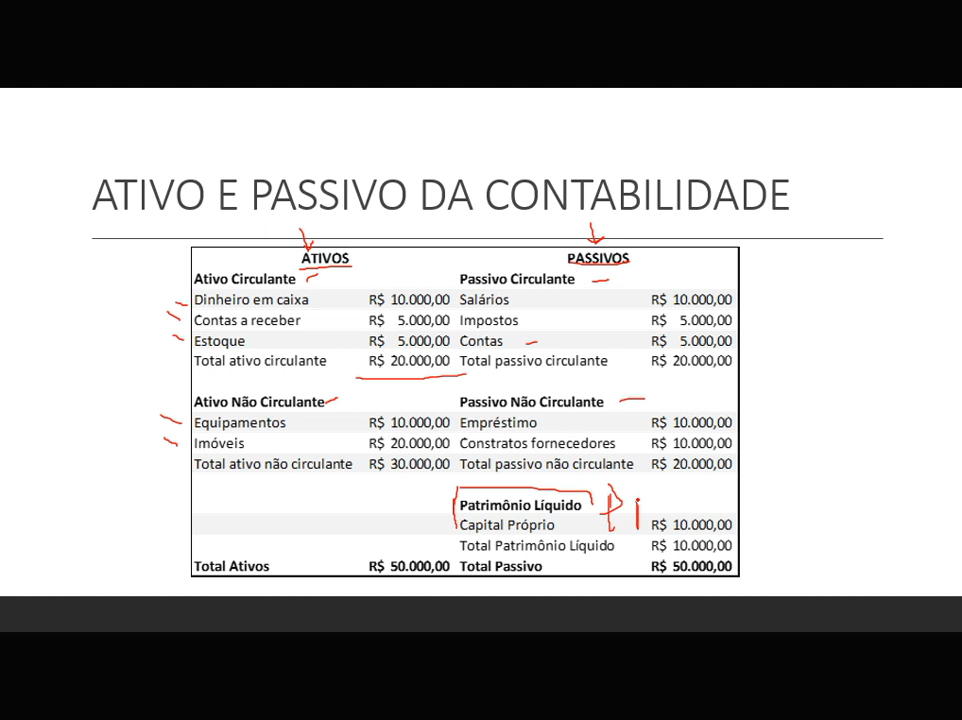 ATIVO E PASSIVO DA CONTABILIDADE
ATIVOS PASSIVOS
Ativo Circulante Passivo Circulante
Dinheiro em caixa R$ 10.000,00 Salários R$ 10.000,00
Contas a receber R$ 5.000,00 Impostos R$ 5.000,00
Estoque R$ 5.000,00 Contas R$ 5.000,00
Total ativo circulante R$ 20.000,00 Total passivo circulante R$ 20.000,00
Ativo Não Circulante Passivo Não Circulante
Equipamentos R$ 10.000,00 Empréstimo R$ 10.000,00
Imóveis R$ 20.000,00 Constratos fornecedores R$ 10.000,00
Total ativo não circulante R$ 30.000,00 Total passivo não circulante R$ 20.000,00
Patrimônio Líquido
Capital Próprio R$ 10.000,00
Total Patrimônio Líquido R$ 10.000,00
Total Ativos R$ 50.000,00 Total Passivo R$ 50.000,00